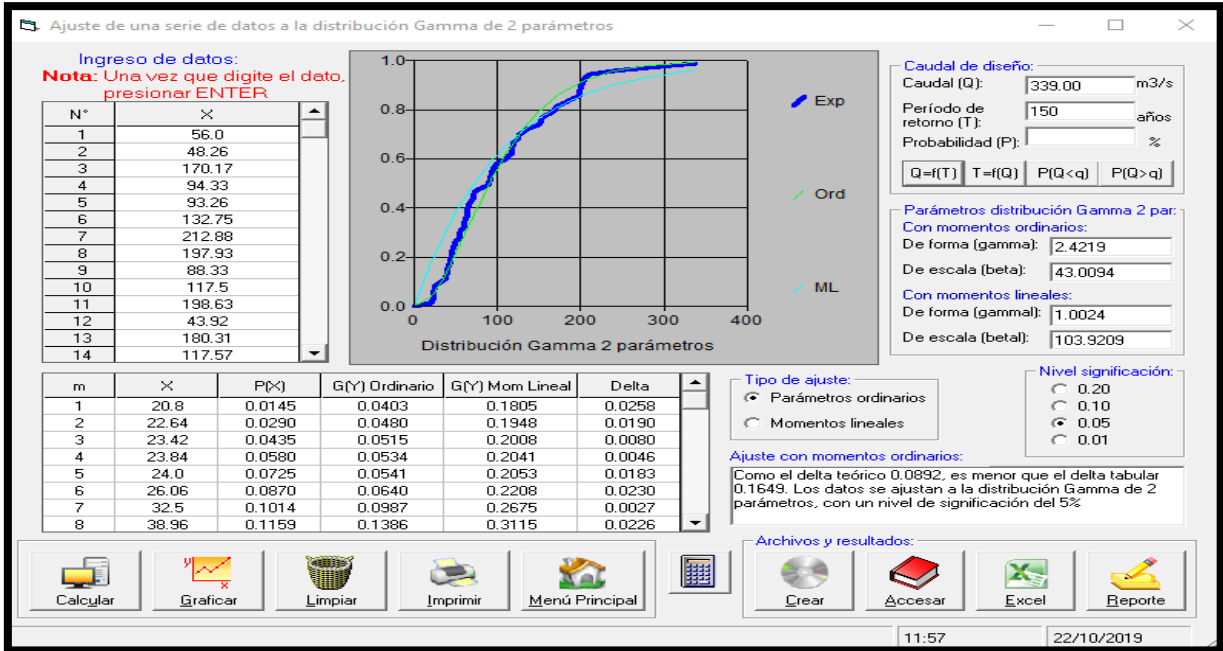 Ajuste de una serie de datos a la distribución Gamma de 2 parámetros
Ingreso de datos:
Nota: Una vez que digite el dato,
presionar ENTER
N° X
1 56.0
2 48.26
3 170.17
4 94.33
5 93.26
6 132.75
7 212.88
8 197.93
9 88.33
10 117.5
11 198.63
12 43.92
13 180.31
14 117.57
1.0
0.8
0.6
0.4
0.2
0.0
0 100 200 300 400
Distribución Gamma 2 parámetros
Exp
Ord
ML
Caudal de diseño:
Caudal (Q): 339.00 m3/s
Período de
retorno (T): 150 años
Probabilidad (P): %
Q=f(T) T=f(Q) P(Q<q) P(Q>q)
Parámetros distribución Gamma 2 par:
Con momentos ordinarios:
De forma (gamma): 2.4219
De escala (beta): 43.0094
Con momentos lineales:
De forma (gammal): 1.0024
De escala (betal): 103.9209
m X P(X) G(Y) Ordinario G(Y) Mom Lineal Delta
1 20.8 0.0145 0.0403 0.1805 0.0258
2 22.64 0.0290 0.0480 0.1948 0.0190
3 23.42 0.0435 0.0515 0.2008 0.0080
4 23.84 0.0580 0.0534 0.2041 0.0046
5 24.0 0.0725 0.0541 0.2053 0.0183
6 26.06 0.0870 0.0640 0.2208 0.0230
7 32.5 0.1014 0.0987 0.2675 0.0027
8 38.96 0.1159 0.1386 0.3115 0.0226
Tipo de ajuste:
Parámetros ordinarios
Momentos lineales
Nivel significación:
0.20
0.10
0.05
0.01
Ajuste con momentos ordinarios:
Como el delta teórico 0.0892, es menor que el delta tabular
0.1649. Los datos se ajustan a la distribución Gamma de 2
parámetros, con un nivel de significación del 5%
Archivos y resultados:
Calcular Graficar Limpiar Imprimir Menú Principal Crear Accesar Excel Reporte
11:57 22/10/2019